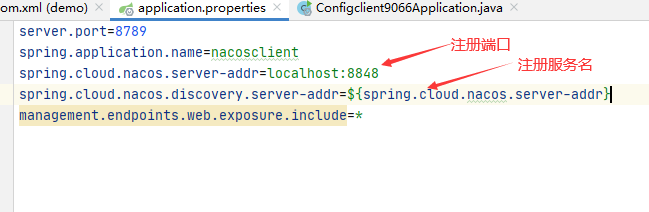 om.xml (demo)
application.properties
Configclient9066Application.java
server.port=8789
spring.application.name=nacosclient
注册端口
spring.cloud.nacos.server-addr=localhost:8848
注册服务名
spring.cloud.nacos.discovery.server-addr=${spring.cloud.nacos.server-addr}
management.endpoints.web.exposure.include=*